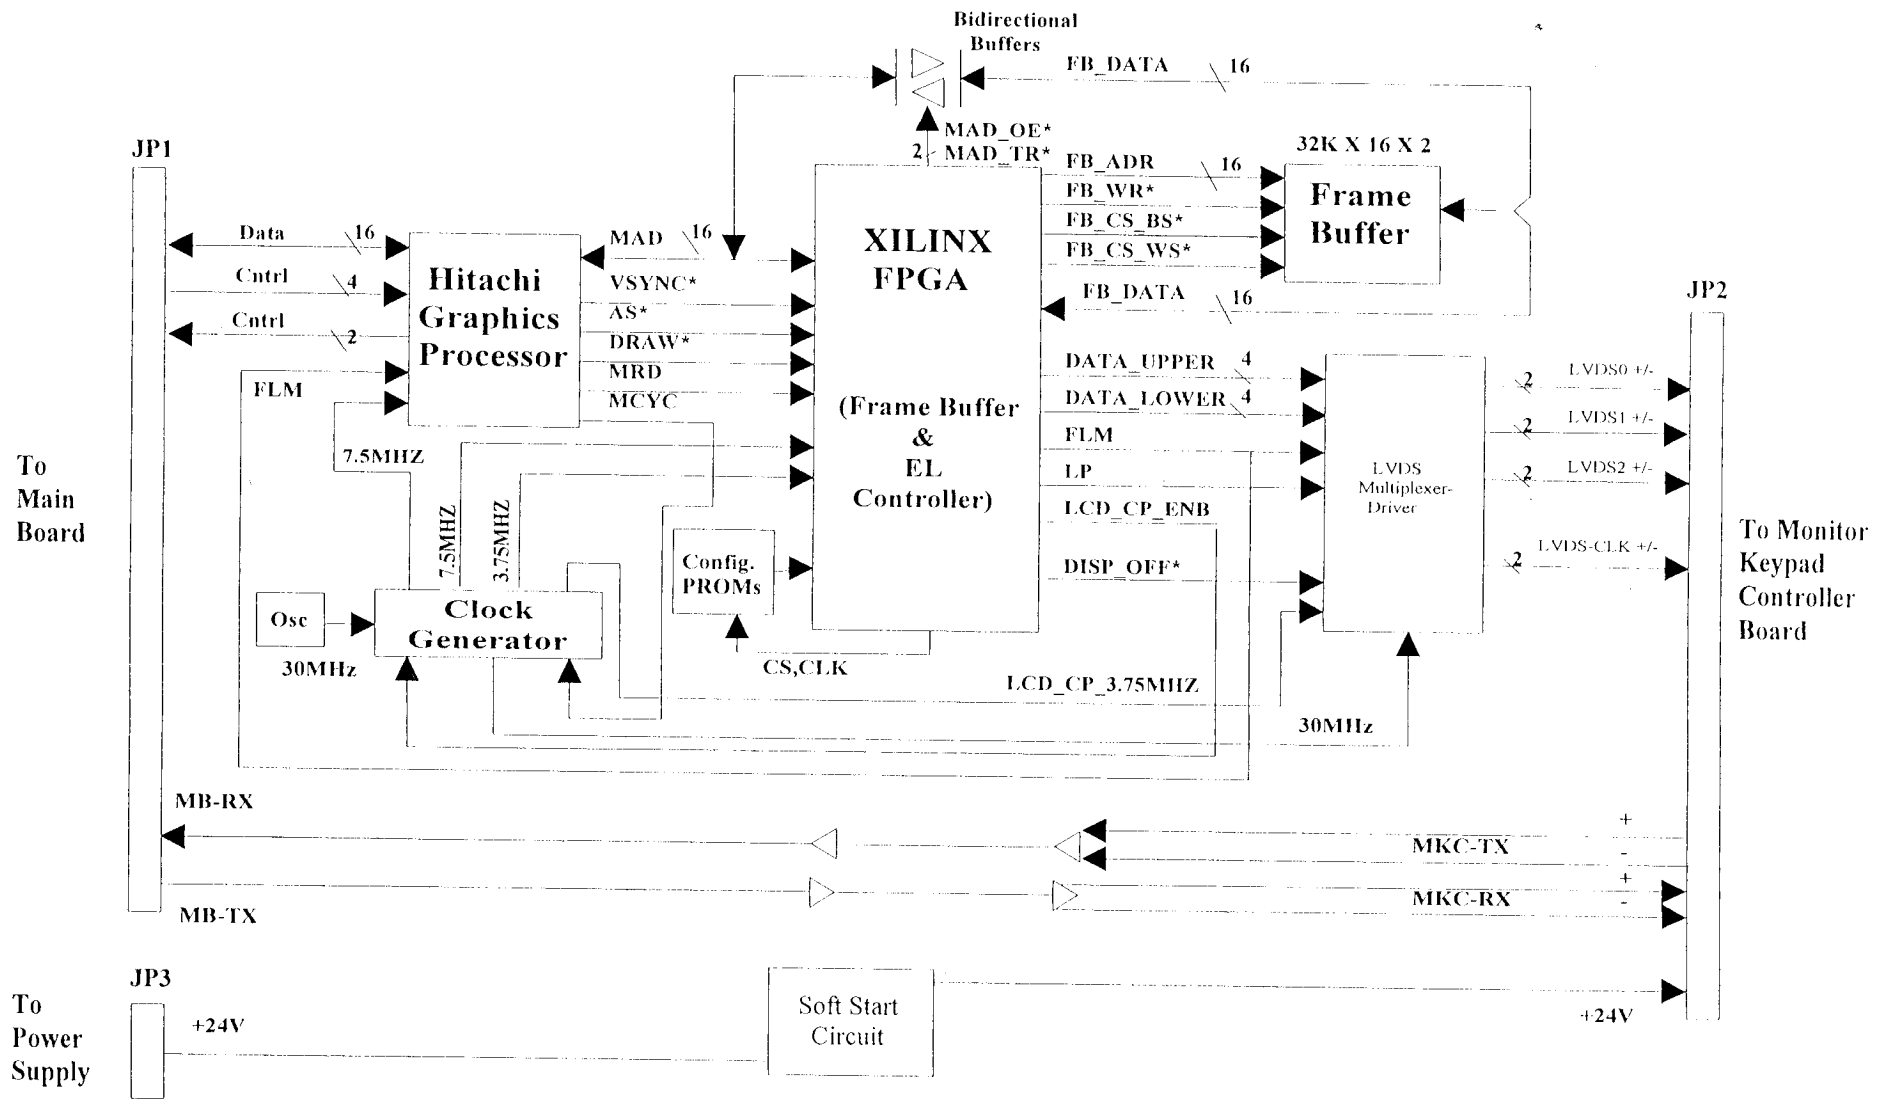 Bidirectional
Buffers
FB_DATA
16
MAD_OE*
2
MAD_TR*
32K X 16 X 2
JP1
FB_ADR
16
FB_WR*
FB_CS_BS*
FB_CS_WS*
FB_DATA
16
Frame
Buffer
Data
16
Cntrl
4
Cntrl
2
FLM
7.5MHZ
Hitachi
Graphics
Processor
MAD
16
VSYNC*
AS*
DRAW*
MRD
MCYC
XILINX
FPGA
(Frame Buffer
&
EL
Controller)
JP2
DATA_UPPER
4
DATA_LOWER
4
FLM
LP
LCD_CP_ENB
DISP_OFF*
LVDS
Multiplexer-
Driver
2
LVDS0 +/-
2
LVDS1 +/-
2
LVDS2 +/-
2
LVDS-CLK +/-
To
Main
Board
To Monitor
Keypad
Controller
Board
7.5MHZ
3.75MHZ
Config.
PROMs
Osc
Clock
Generator
30MHz
CS,CLK
LCD_CP_3.75MHZ
30MHz
MB-RX
+
MKC-TX
-
+
MKC-RX
-
MB-TX
JP3
To
Power
Supply
+24V
Soft Start
Circuit
+24V